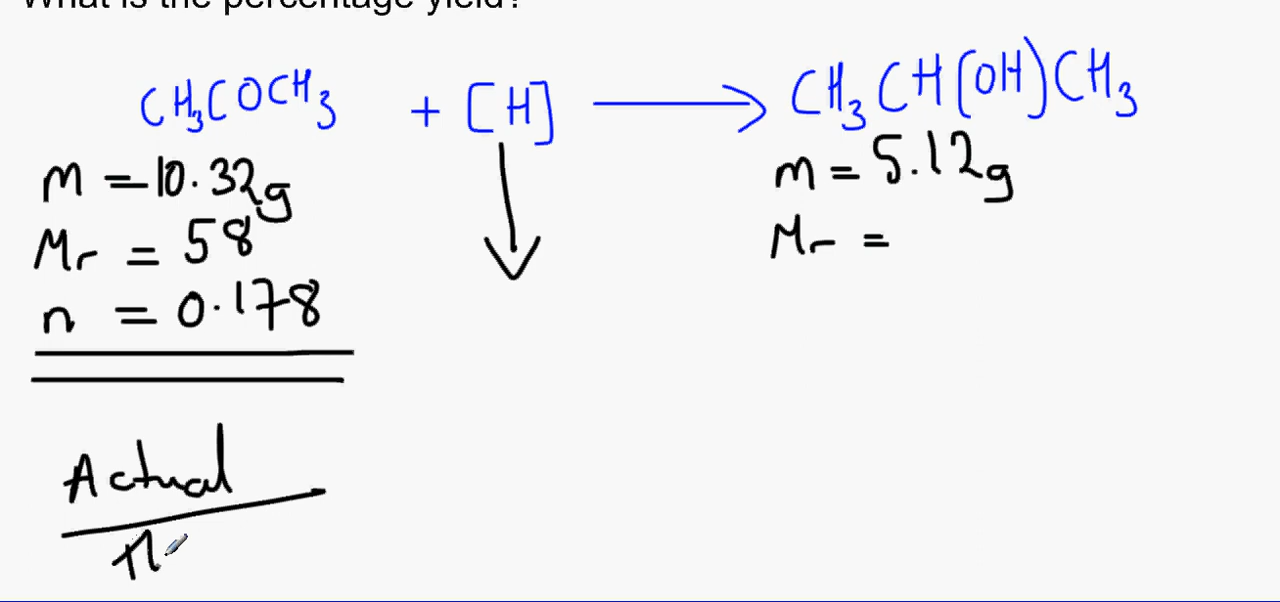 What is the percentage yield?
CH₃COCH₃ + [H] ⟶ CH₃CH(OH)CH₃
m = 10.32g
Mr = 58
n = 0.178
m = 5.12g
Mr =
Actual